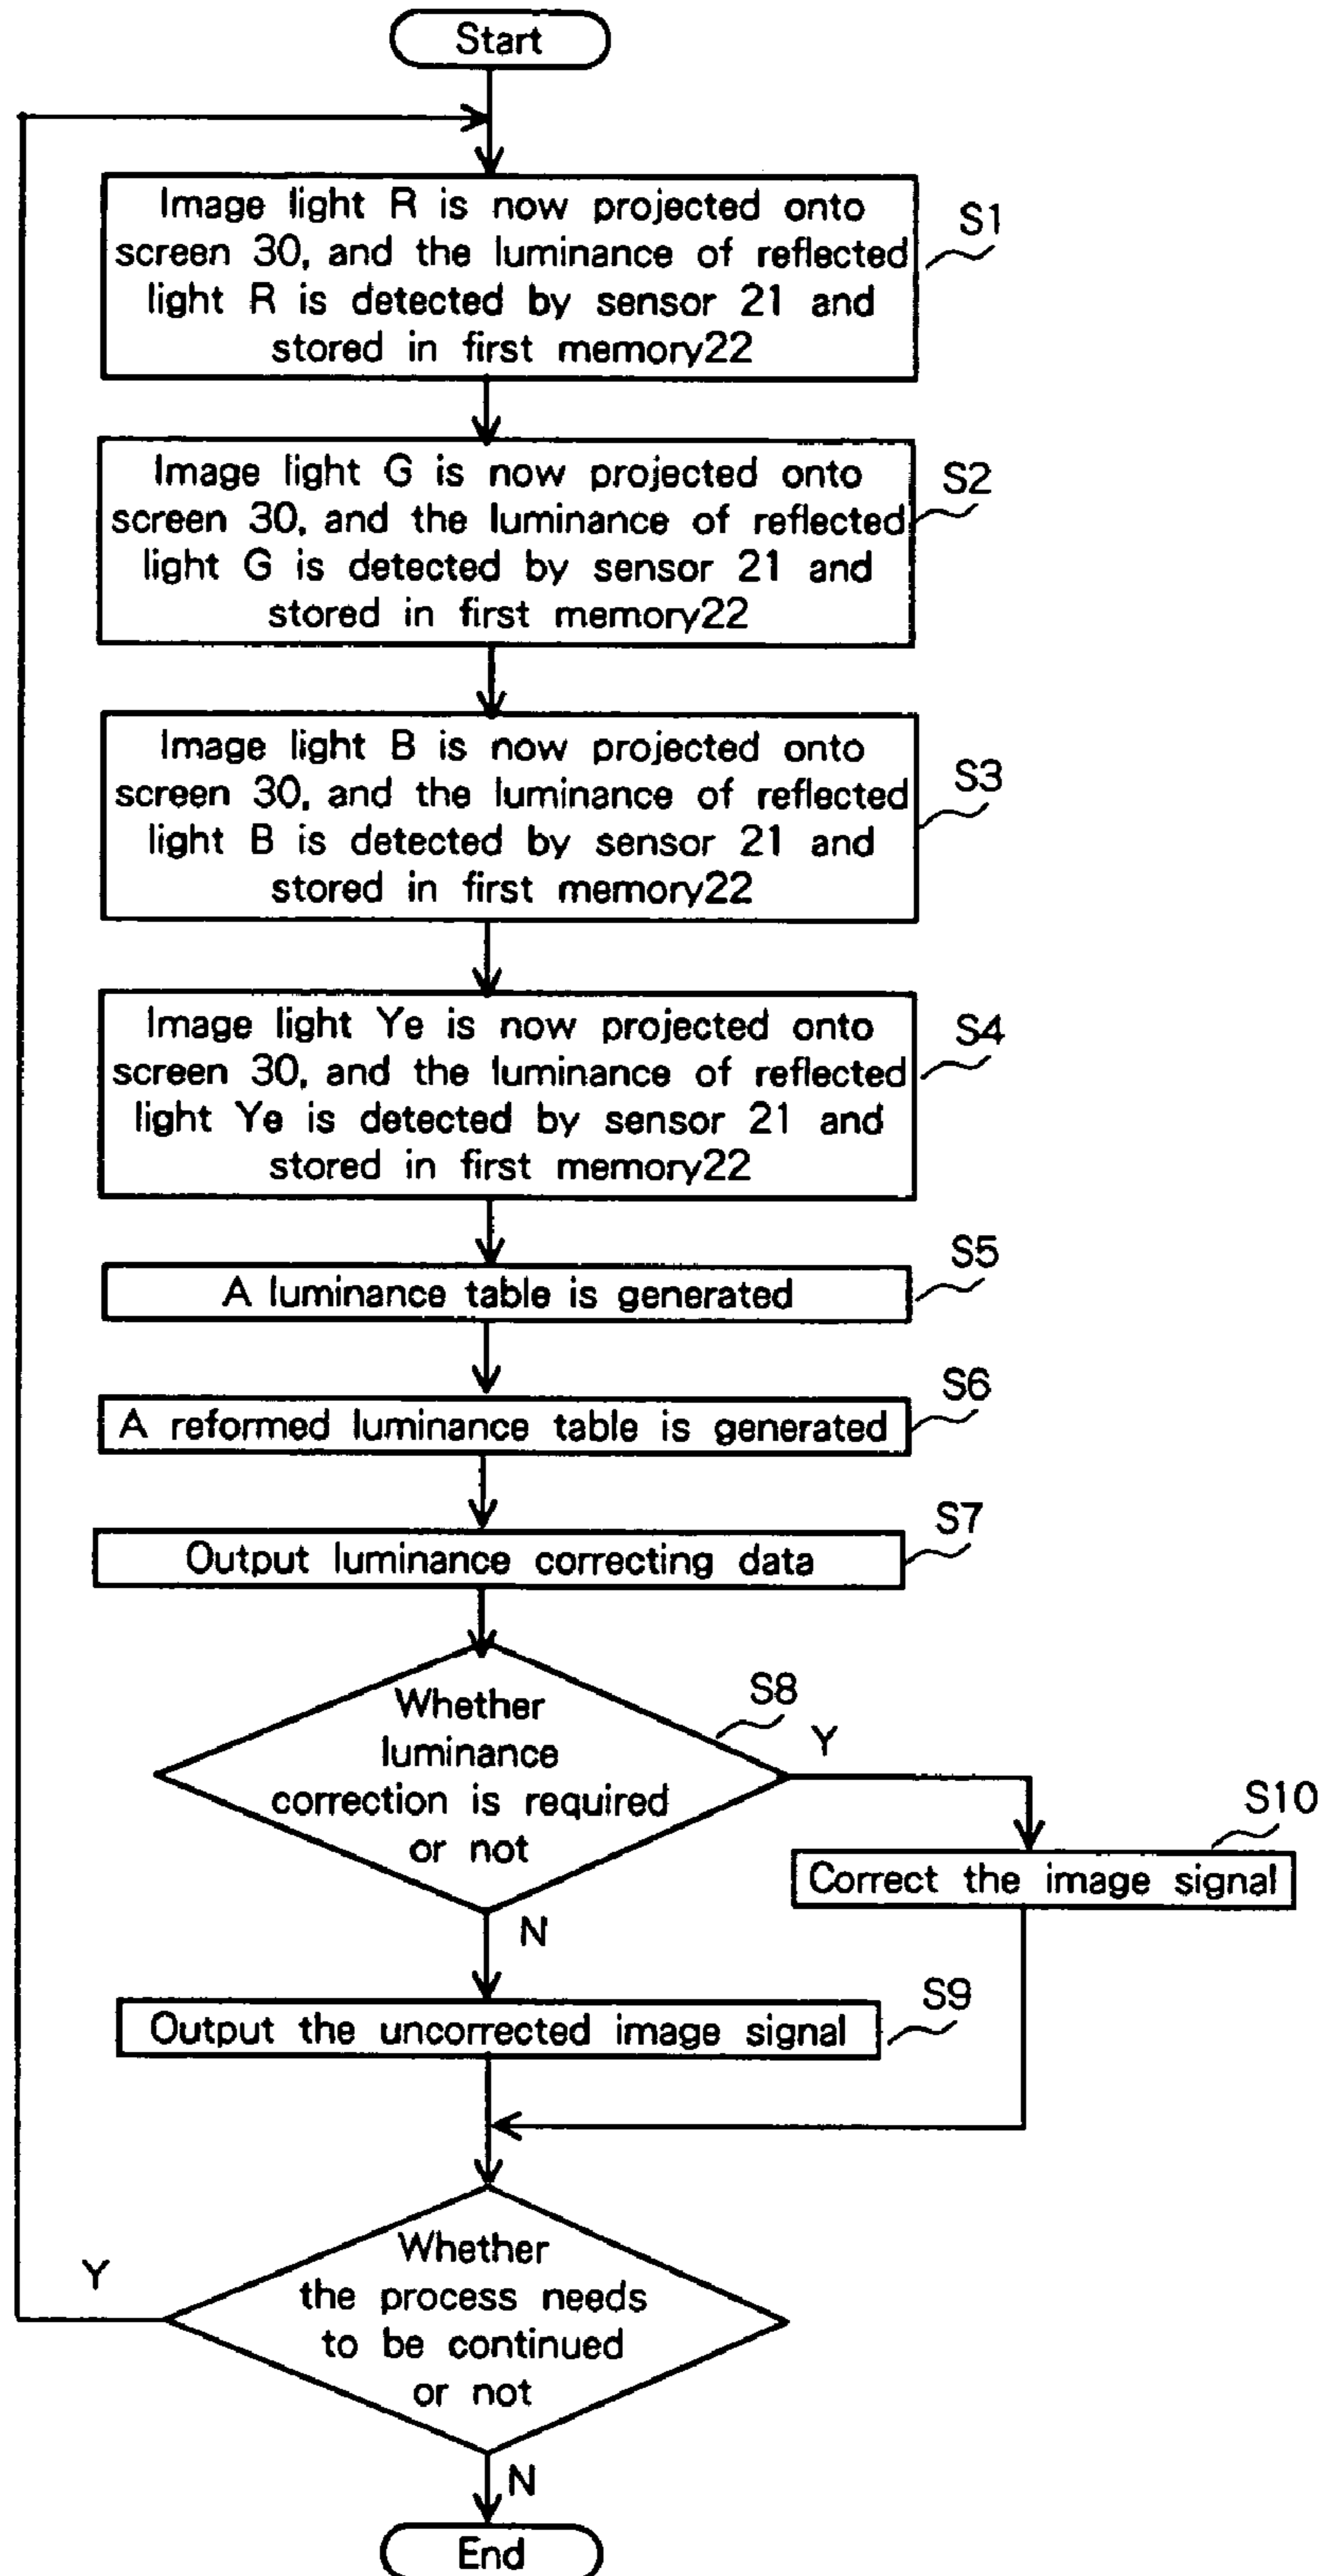 Start
Image light R is now projected onto
screen 30, and the luminance of reflected
light R is detected by sensor 21 and
stored in first memory22
S1
Image light G is now projected onto
screen 30, and the luminance of reflected
light G is detected by sensor 21 and
stored in first memory22
S2
Image light B is now projected onto
screen 30, and the luminance of reflected
light B is detected by sensor 21 and
stored in first memory22
S3
Image light Ye is now projected onto
screen 30, and the luminance of reflected
light Ye is detected by sensor 21 and
stored in first memory22
S4
A luminance table is generated
S5
A reformed luminance table is generated
S6
Output luminance correcting data
S7
Whether
luminance
correction is required
or not
S8
Y
N
Correct the image signal
S10
Output the uncorrected image signal
S9
Whether
the process needs
to be continued
or not
Y
N
End